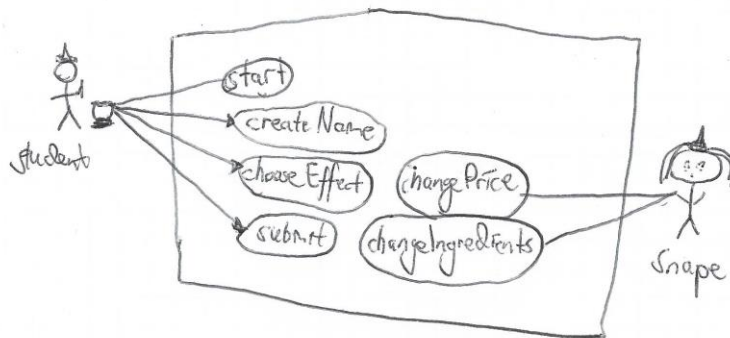 start
createName
student
chooseEffect
changePrice
submit
changeIngredients
Snape